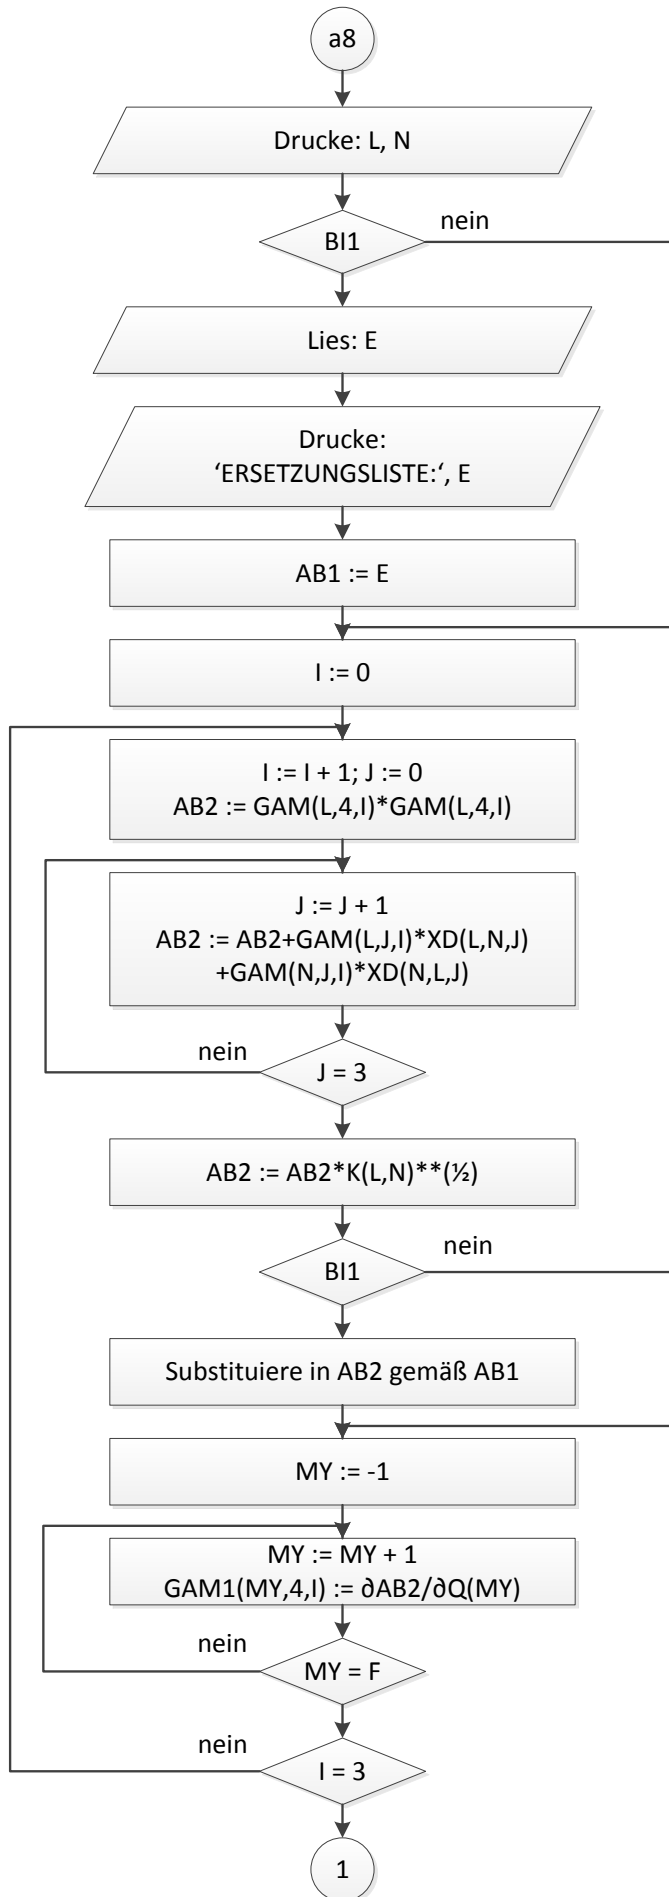 a8
Drucke: L, N
nein
BI1
Lies: E
Drucke:
‘ERSETZUNGSLISTE:‘, E
AB1 := E
I := 0
I := I + 1; J := 0
AB2 := GAM(L,4,I)*GAM(L,4,I)
J := J + 1
AB2 := AB2+GAM(L,J,I)*XD(L,N,J)
+GAM(N,J,I)*XD(N,L,J)
nein
J = 3
AB2 := AB2*K(L,N)**(½)
nein
BI1
Substituiere in AB2 gemäß AB1
MY := -1
MY := MY + 1
GAM1(MY,4,I) := ∂AB2/∂Q(MY)
nein
MY = F
nein
I = 3
1